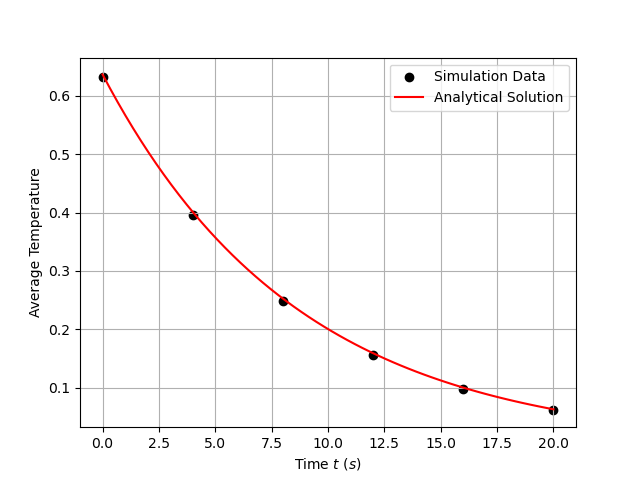 Simulation Data
Analytical Solution
0.6
0.5
0.4
0.3
0.2
0.1
Average Temperature
0.0 2.5 5.0 7.5 10.0 12.5 15.0 17.5 20.0
Time t (s)